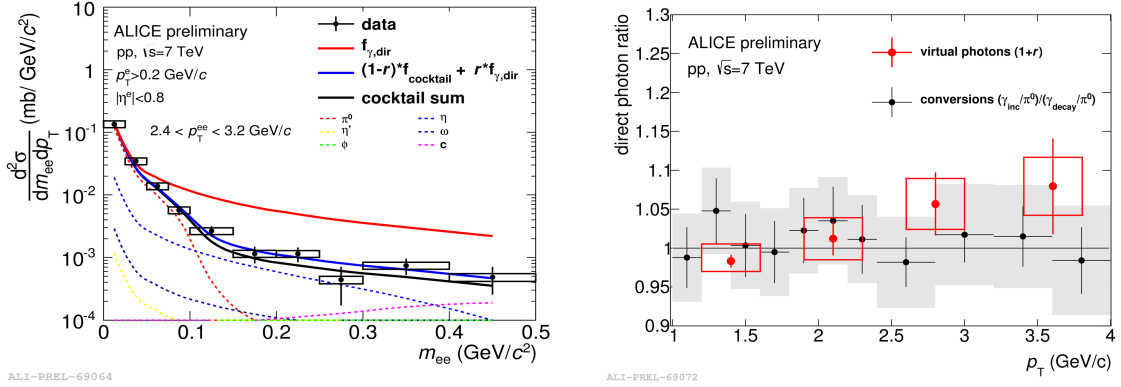 ALICE preliminary
pp, √s=7 TeV
p_T^e>0.2 GeV/c
|η^e|<0.8
2.4 < p_T^ee < 3.2 GeV/c
data
f_γ,dir
(1-r)*f_cocktail + r*f_γ,dir
cocktail sum
π⁰
η'
φ
η
ω
c
d²σ/dm_ee dp_T (mb/ GeV/c²)
10²
10
1
10⁻¹
10⁻²
10⁻³
10⁻⁴
0 0.1 0.2 0.3 0.4 0.5
m_ee (GeV/c²)
ALI-PREL-69064
direct photon ratio
1.3
1.25
1.2
1.15
1.1
1.05
1
0.95
0.9
ALICE preliminary
pp, √s=7 TeV
virtual photons (1+r)
conversions (γ_inc/π⁰)/(γ_decay/π⁰)
1 1.5 2 2.5 3 3.5 4
p_T (GeV/c)
ALI-PREL-69072